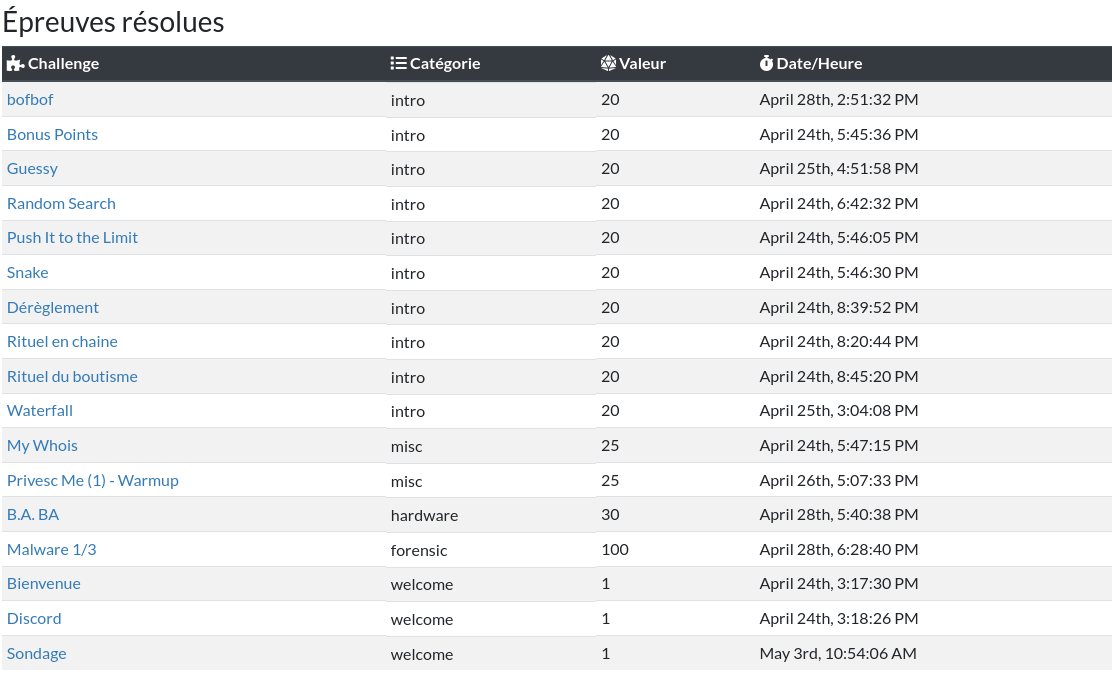 Épreuves résolues
Challenge Catégorie Valeur Date/Heure
bofbof intro 20 April 28th, 2:51:32 PM
Bonus Points intro 20 April 24th, 5:45:36 PM
Guessy intro 20 April 25th, 4:51:58 PM
Random Search intro 20 April 24th, 6:42:32 PM
Push It to the Limit intro 20 April 24th, 5:46:05 PM
Snake intro 20 April 24th, 5:46:30 PM
Dérèglement intro 20 April 24th, 8:39:52 PM
Rituel en chaine intro 20 April 24th, 8:20:44 PM
Rituel du boutisme intro 20 April 24th, 8:45:20 PM
Waterfall intro 20 April 25th, 3:04:08 PM
My Whois misc 25 April 24th, 5:47:15 PM
Privesc Me (1) - Warmup misc 25 April 26th, 5:07:33 PM
B.A. BA hardware 30 April 28th, 5:40:38 PM
Malware 1/3 forensic 100 April 28th, 6:28:40 PM
Bienvenue welcome 1 April 24th, 3:17:30 PM
Discord welcome 1 April 24th, 3:18:26 PM
Sondage welcome 1 May 3rd, 10:54:06 AM